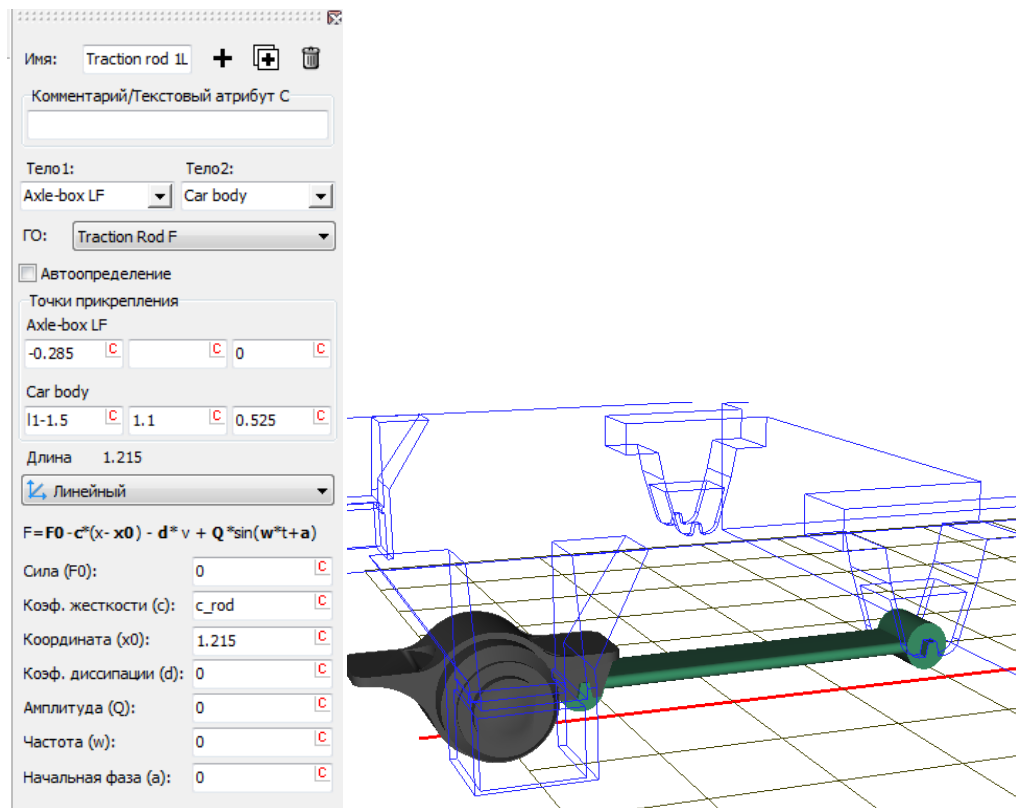 Имя: Traction rod 1L
Комментарий/Текстовый атрибут C
Тело1: Тело2:
Axle-box LF Car body
ГО: Traction Rod F
Автоопределение
Точки прикрепления
Axle-box LF
-0.285 C C 0 C
Car body
l1-1.5 C 1.1 C 0.525 C
Длина 1.215
Линейный
F=F0-c*(x-x0) - d* v + Q*sin(w*t+a)
Сила (F0): 0 C
Коэф. жесткости (c): c_rod C
Координата (x0): 1.215 C
Коэф. диссипации (d): 0 C
Амплитуда (Q): 0 C
Частота (w): 0 C
Начальная фаза (a): 0 C